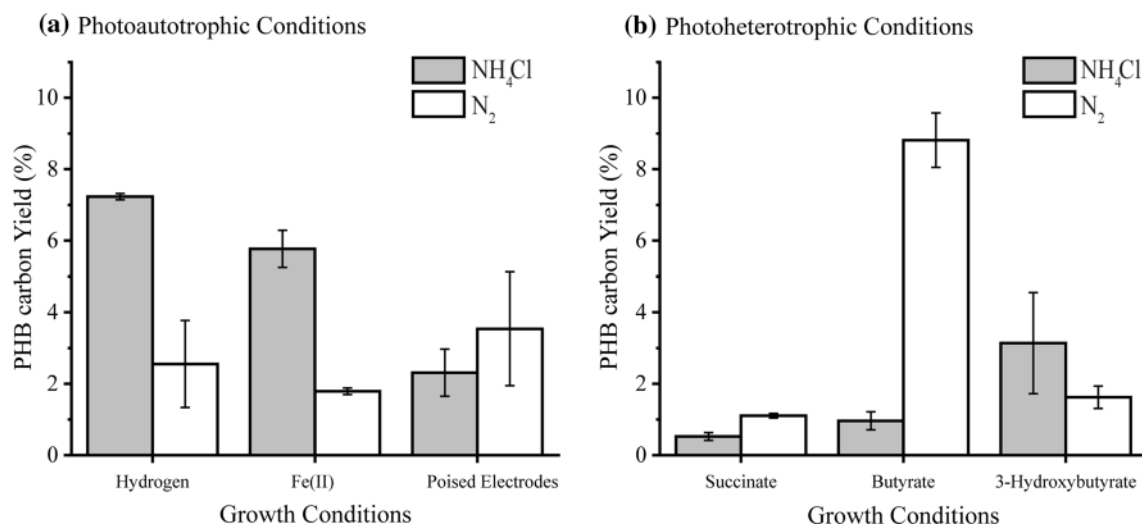 (a) Photoautotrophic Conditions
NH₄Cl
N₂
PHB carbon Yield (%)
10
8
6
4
2
0
Hydrogen Fe(II) Poised Electrodes
Growth Conditions
(b) Photoheterotrophic Conditions
NH₄Cl
N₂
PHB carbon Yield (%)
10
8
6
4
2
0
Succinate Butyrate 3-Hydroxybutyrate
Growth Conditions